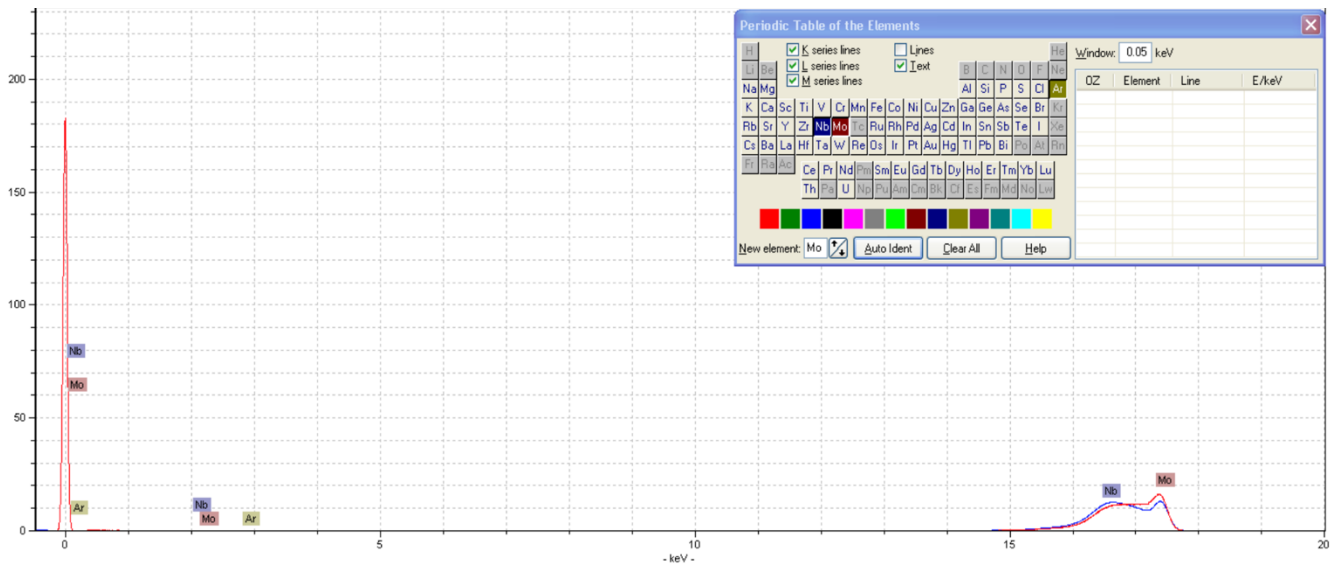 Periodic Table of the Elements
H K series lines Lines He Window: 0.05 keV
Li Be L series lines Text B C N O F Ne
M series lines
OZ Element Line E/keV
Na Mg Al Si P S Cl Ar
K Ca Sc Ti V Cr Mn Fe Co Ni Cu Zn Ga Ge As Se Br Kr
Rb Sr Y Zr Nb Mo Tc Ru Rh Pd Ag Cd In Sn Sb Te I Xe
Cs Ba La Hf Ta W Re Os Ir Pt Au Hg Tl Pb Bi Po At Rn
Fr Ra Ac
Ce Pr Nd Pm Sm Eu Gd Tb Dy Ho Er Tm Yb Lu
Th Pa U Np Pu Am Cm Bk Cf Es Fm Md No Lw
New element: Mo Auto Ident Clear All Help
200
150
100
50
0
Nb
Mo
Ar
Nb
Mo
Ar
Nb
Mo
0 5 10 15 20
- keV -